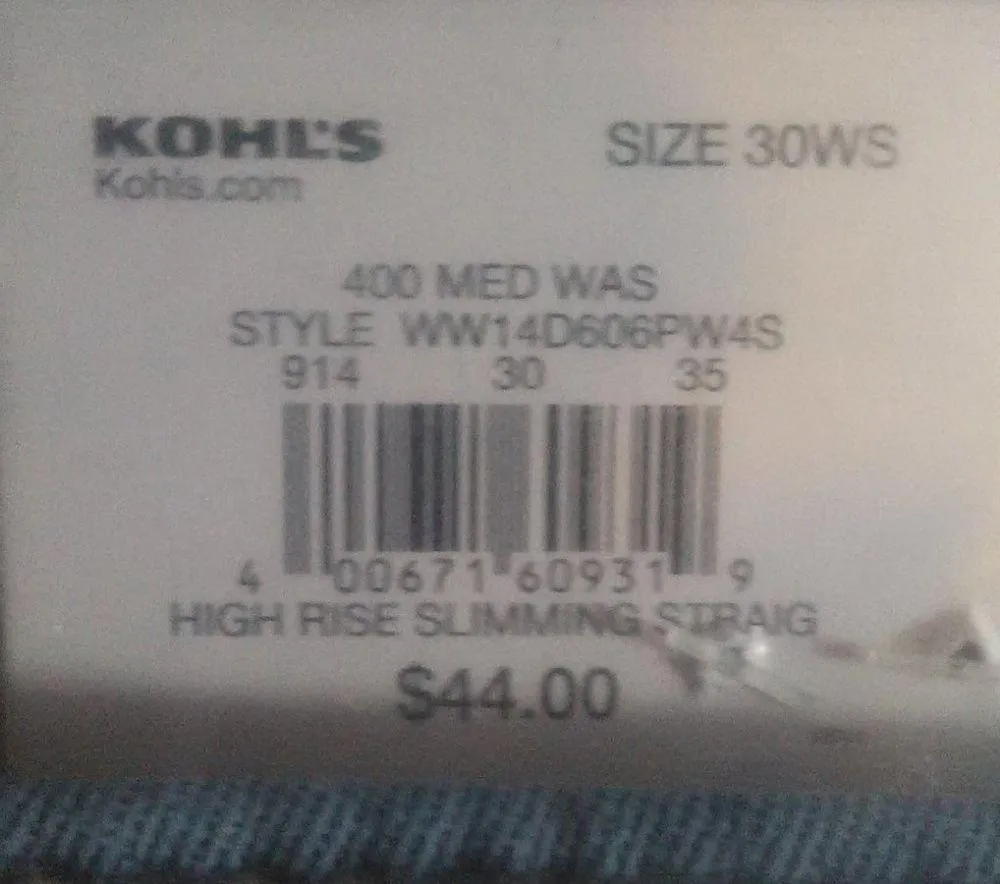 KOHL'S
Kohls.com
SIZE 30WS
400 MED WAS
STYLE WW14D606PW4S
914 30 35
4 00671 60931 9
HIGH RISE SLIMMING STRAIG
$44.00